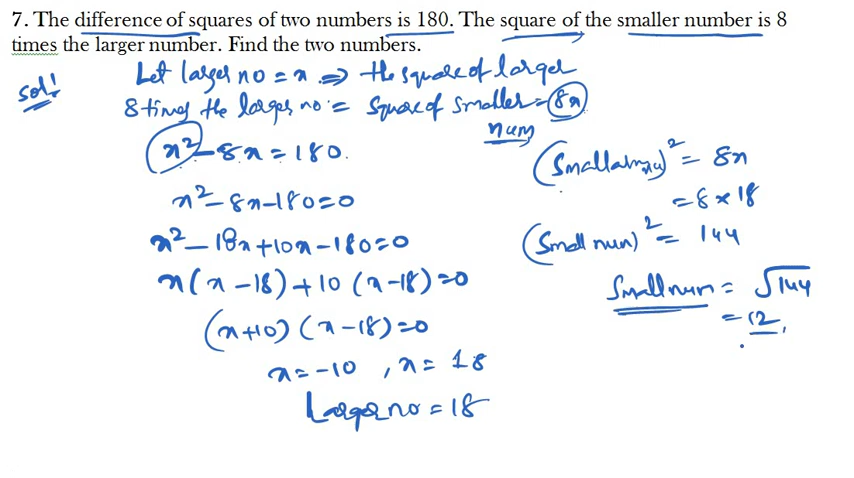 7. The difference of squares of two numbers is 180. The square of the smaller number is 8
times the larger number. Find the two numbers.
Sol!
Let larger no = x ⇒ the square of larger
8 times the larger no = Square of smaller = 8x
num
x² - 8x = 180.
x² - 8x - 180 = 0
x² - 18x + 10x - 180 = 0
x(x - 18) + 10(x - 18) = 0
(x + 10)(x - 18) = 0
x = -10, x = 18
Larger no = 18
)² = 8x
= 8 × 18
(Small num)² = 144
Small num = √144
= 12